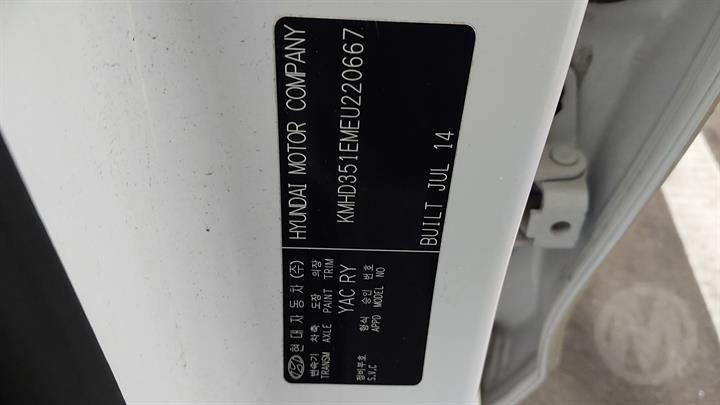 현대자동차(주) HYUNDAI MOTOR COMPANY
변속기 차축 도장 의장
TRANSM AXLE PAINT TRIM
YAC RY KMHD351EMEU220667
형식 승인 번호
APPD MODEL NO
정비부호
S.V.C BUILT JUL 14